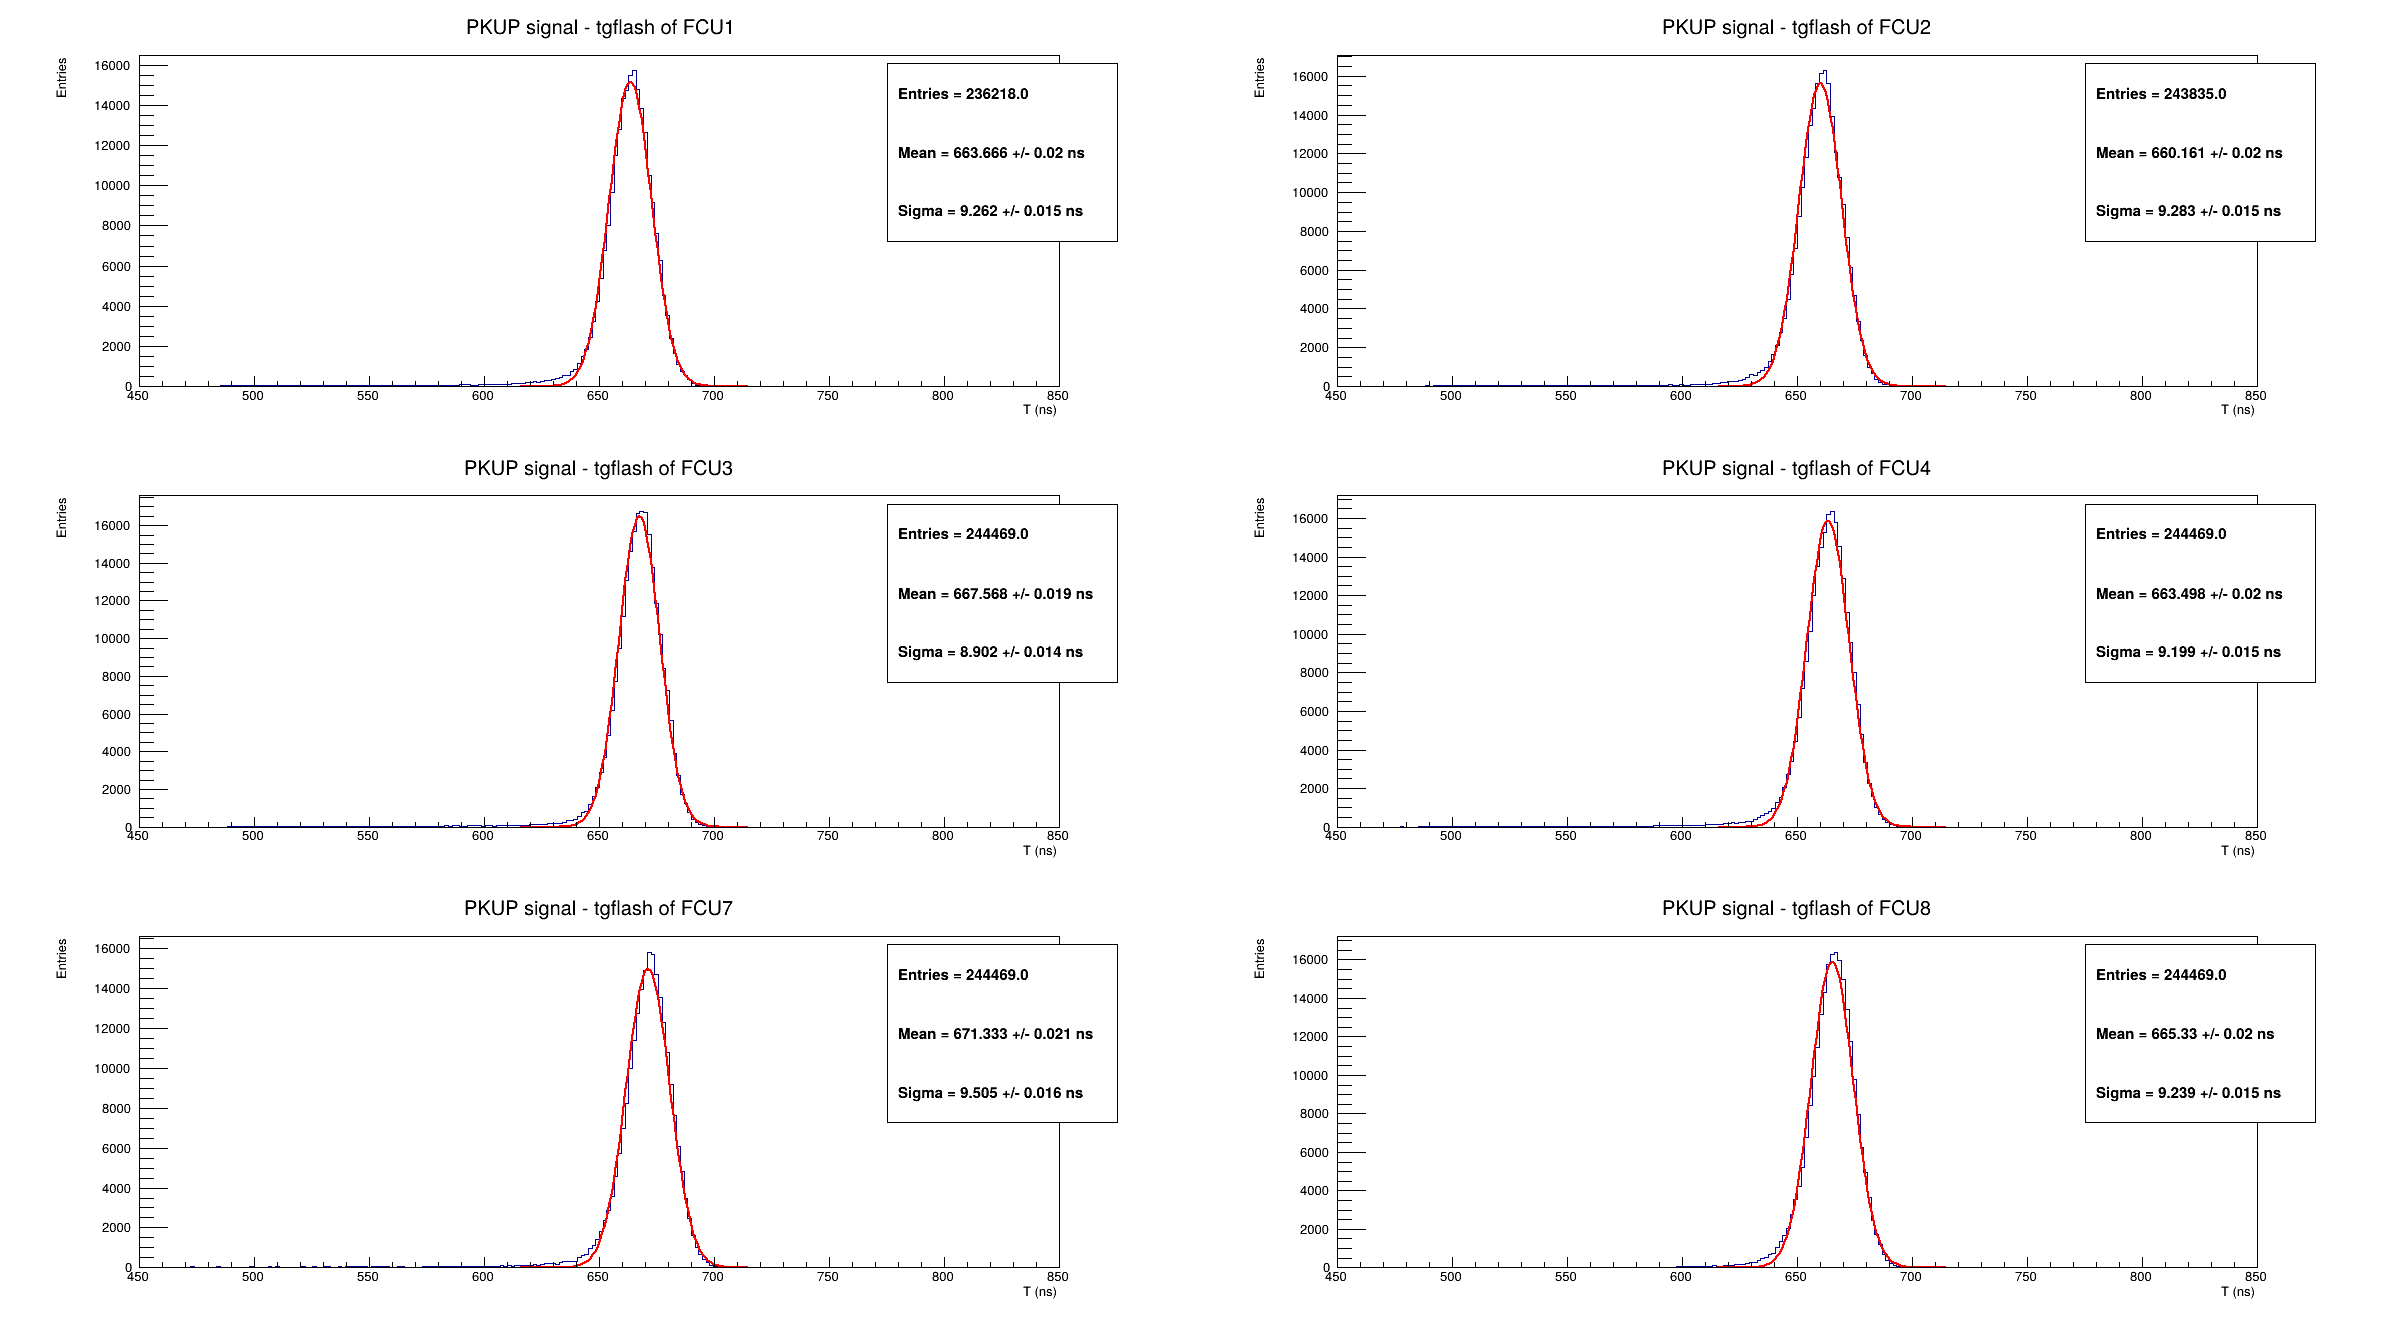 PKUP signal - tgflash of FCU1
Entries
16000
14000
12000
10000
8000
6000
4000
2000
0
450 500 550 600 650 700 750 800 850
T (ns)
Entries = 236218.0
Mean = 663.666 +/- 0.02 ns
Sigma = 9.262 +/- 0.015 ns
PKUP signal - tgflash of FCU2
Entries
16000
14000
12000
10000
8000
6000
4000
2000
0
450 500 550 600 650 700 750 800 850
T (ns)
Entries = 243835.0
Mean = 660.161 +/- 0.02 ns
Sigma = 9.283 +/- 0.015 ns
PKUP signal - tgflash of FCU3
Entries
16000
14000
12000
10000
8000
6000
4000
2000
0
450 500 550 600 650 700 750 800 850
T (ns)
Entries = 244469.0
Mean = 667.568 +/- 0.019 ns
Sigma = 8.902 +/- 0.014 ns
PKUP signal - tgflash of FCU4
Entries
16000
14000
12000
10000
8000
6000
4000
2000
0
450 500 550 600 650 700 750 800 850
T (ns)
Entries = 244469.0
Mean = 663.498 +/- 0.02 ns
Sigma = 9.199 +/- 0.015 ns
PKUP signal - tgflash of FCU7
Entries
16000
14000
12000
10000
8000
6000
4000
2000
0
450 500 550 600 650 700 750 800 850
T (ns)
Entries = 244469.0
Mean = 671.333 +/- 0.021 ns
Sigma = 9.505 +/- 0.016 ns
PKUP signal - tgflash of FCU8
Entries
16000
14000
12000
10000
8000
6000
4000
2000
0
450 500 550 600 650 700 750 800 850
T (ns)
Entries = 244469.0
Mean = 665.33 +/- 0.02 ns
Sigma = 9.239 +/- 0.015 ns